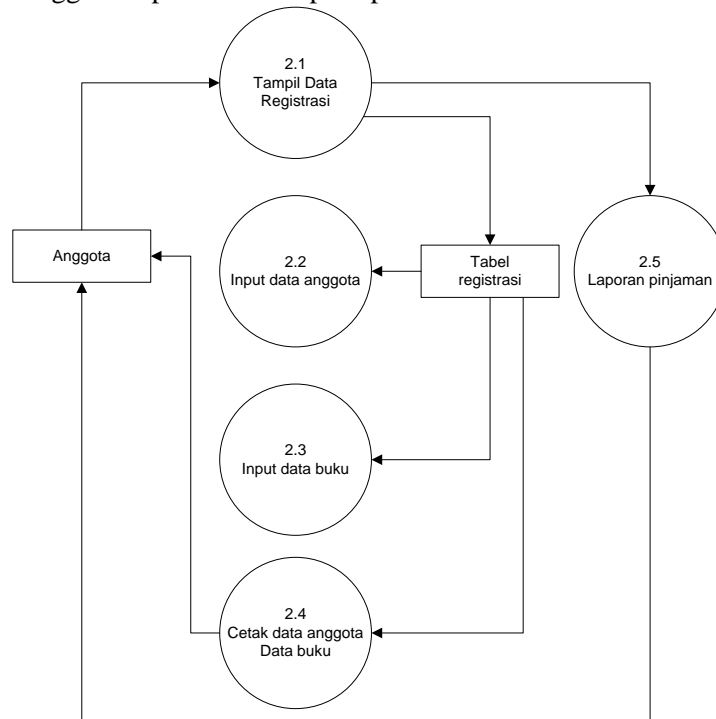 2.1
Tampil Data
Registrasi
Anggota
2.2
Input data anggota
Tabel
registrasi
2.5
Laporan pinjaman
2.3
Input data buku
2.4
Cetak data anggota
Data buku